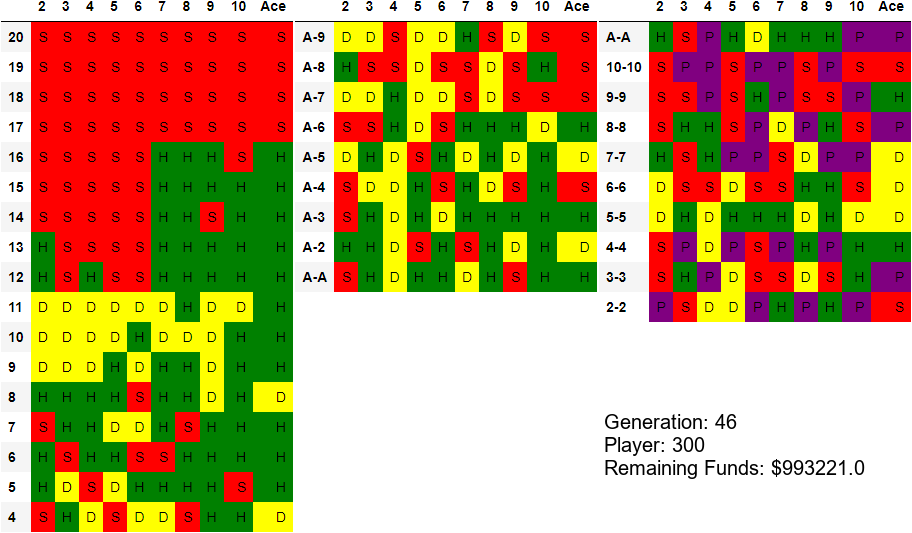 2 3 4 5 6 7 8 9 10 Ace 2 3 4 5 6 7 8 9 10 Ace 2 3 4 5 6 7 8 9 10 Ace
20 S S S S S S S S S S A-9 D D S D D H S D S S A-A H S P H D H H H P P
19 S S S S S S S S S S A-8 H S S D S S D S H S 10-10 S P P S P P S P S S
18 S S S S S S S S S S A-7 D D H D D S D S S S 9-9 S S P S H P S S P H
17 S S S S S S S S S S A-6 S S H D S H H H D H 8-8 S H H S P D P H S P
16 S S S S S H H H S H A-5 D H D S H D H D H D 7-7 H S H P P S D P P D
15 S S S S S H H H H H A-4 S D D H S H D S H S 6-6 D S S D S S H H S D
14 S S S S S H H S H H A-3 S H D H D H H H H H 5-5 D H D H H H D H D D
13 H S S S S H H H H H A-2 H H D S H S H D H D 4-4 S P D P S P H P H H
12 H S H S S H H H H H A-A S H D H H D H S H H 3-3 S H P D S S D S H P
11 D D D D D D H D D H 2-2 P S D D P H P H P S
10 D D D D H D D D H H
9 D D D H D H H D H H
8 H H H H S H H D H D
7 S H H D D H S H H H
6 H S H H S S H H H H
5 H D S D H H H H S H
4 S H D S D D S H H D
Generation: 46
Player: 300
Remaining Funds: $993221.0